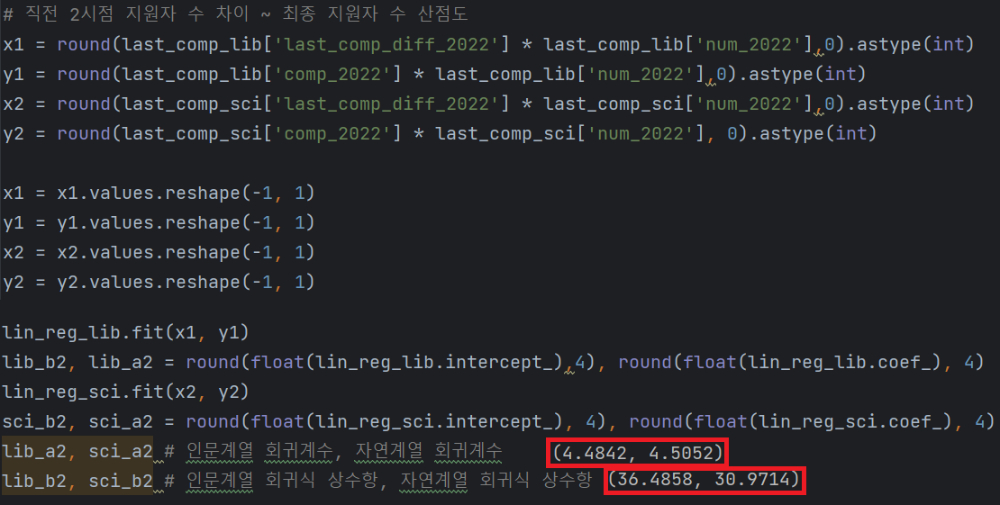 # 직전 2시점 지원자 수 차이 ~ 최종 지원자 수 산점도
x1 = round(last_comp_lib['last_comp_diff_2022'] * last_comp_lib['num_2022'],0).astype(int)
y1 = round(last_comp_lib['comp_2022'] * last_comp_lib['num_2022'],0).astype(int)
x2 = round(last_comp_sci['last_comp_diff_2022'] * last_comp_sci['num_2022'],0).astype(int)
y2 = round(last_comp_sci['comp_2022'] * last_comp_sci['num_2022'], 0).astype(int)
x1 = x1.values.reshape(-1, 1)
y1 = y1.values.reshape(-1, 1)
x2 = x2.values.reshape(-1, 1)
y2 = y2.values.reshape(-1, 1)
lin_reg_lib.fit(x1, y1)
lib_b2, lib_a2 = round(float(lin_reg_lib.intercept_),4), round(float(lin_reg_lib.coef_), 4)
lin_reg_sci.fit(x2, y2)
sci_b2, sci_a2 = round(float(lin_reg_sci.intercept_), 4), round(float(lin_reg_sci.coef_), 4)
lib_a2, sci_a2 # 인문계열 회귀계수, 자연계열 회귀계수 (4.4842, 4.5052)
lib_b2, sci_b2 # 인문계열 회귀식 상수항, 자연계열 회귀식 상수항 (36.4858, 30.9714)